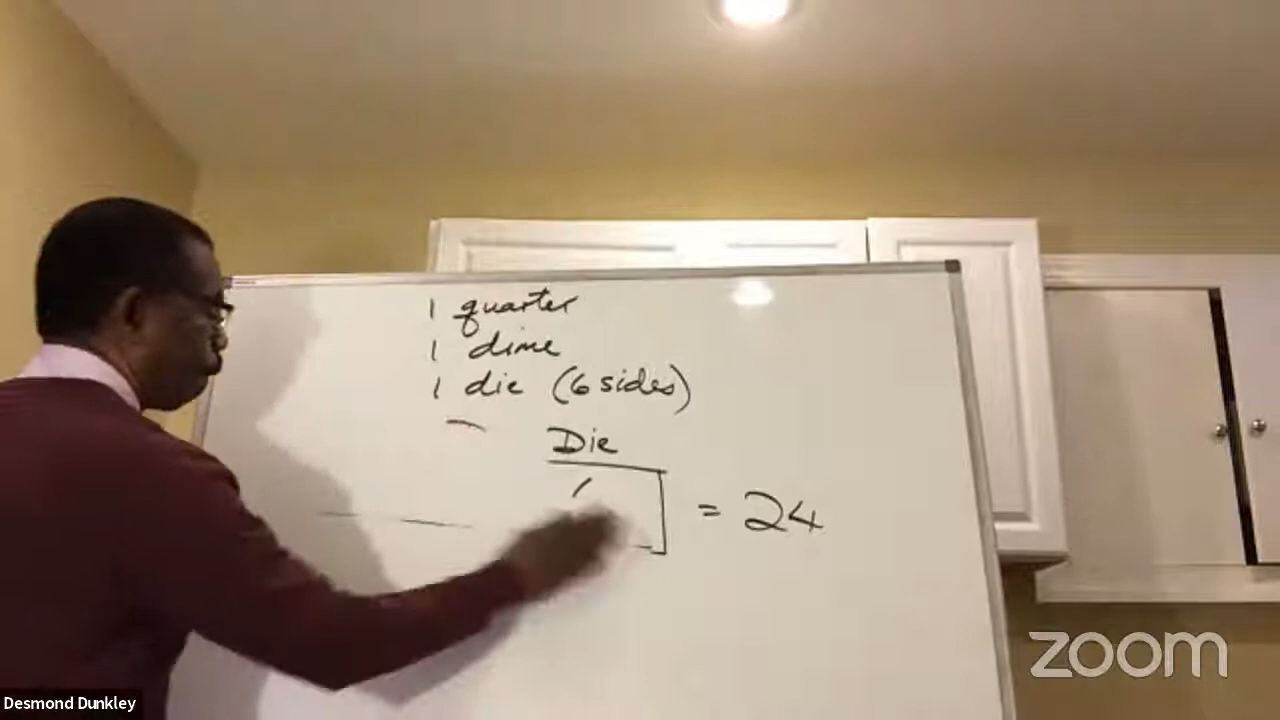 1 quarter
1 dime
1 die (6 sides)
Die
= 24
zoom
Desmond Dunkley